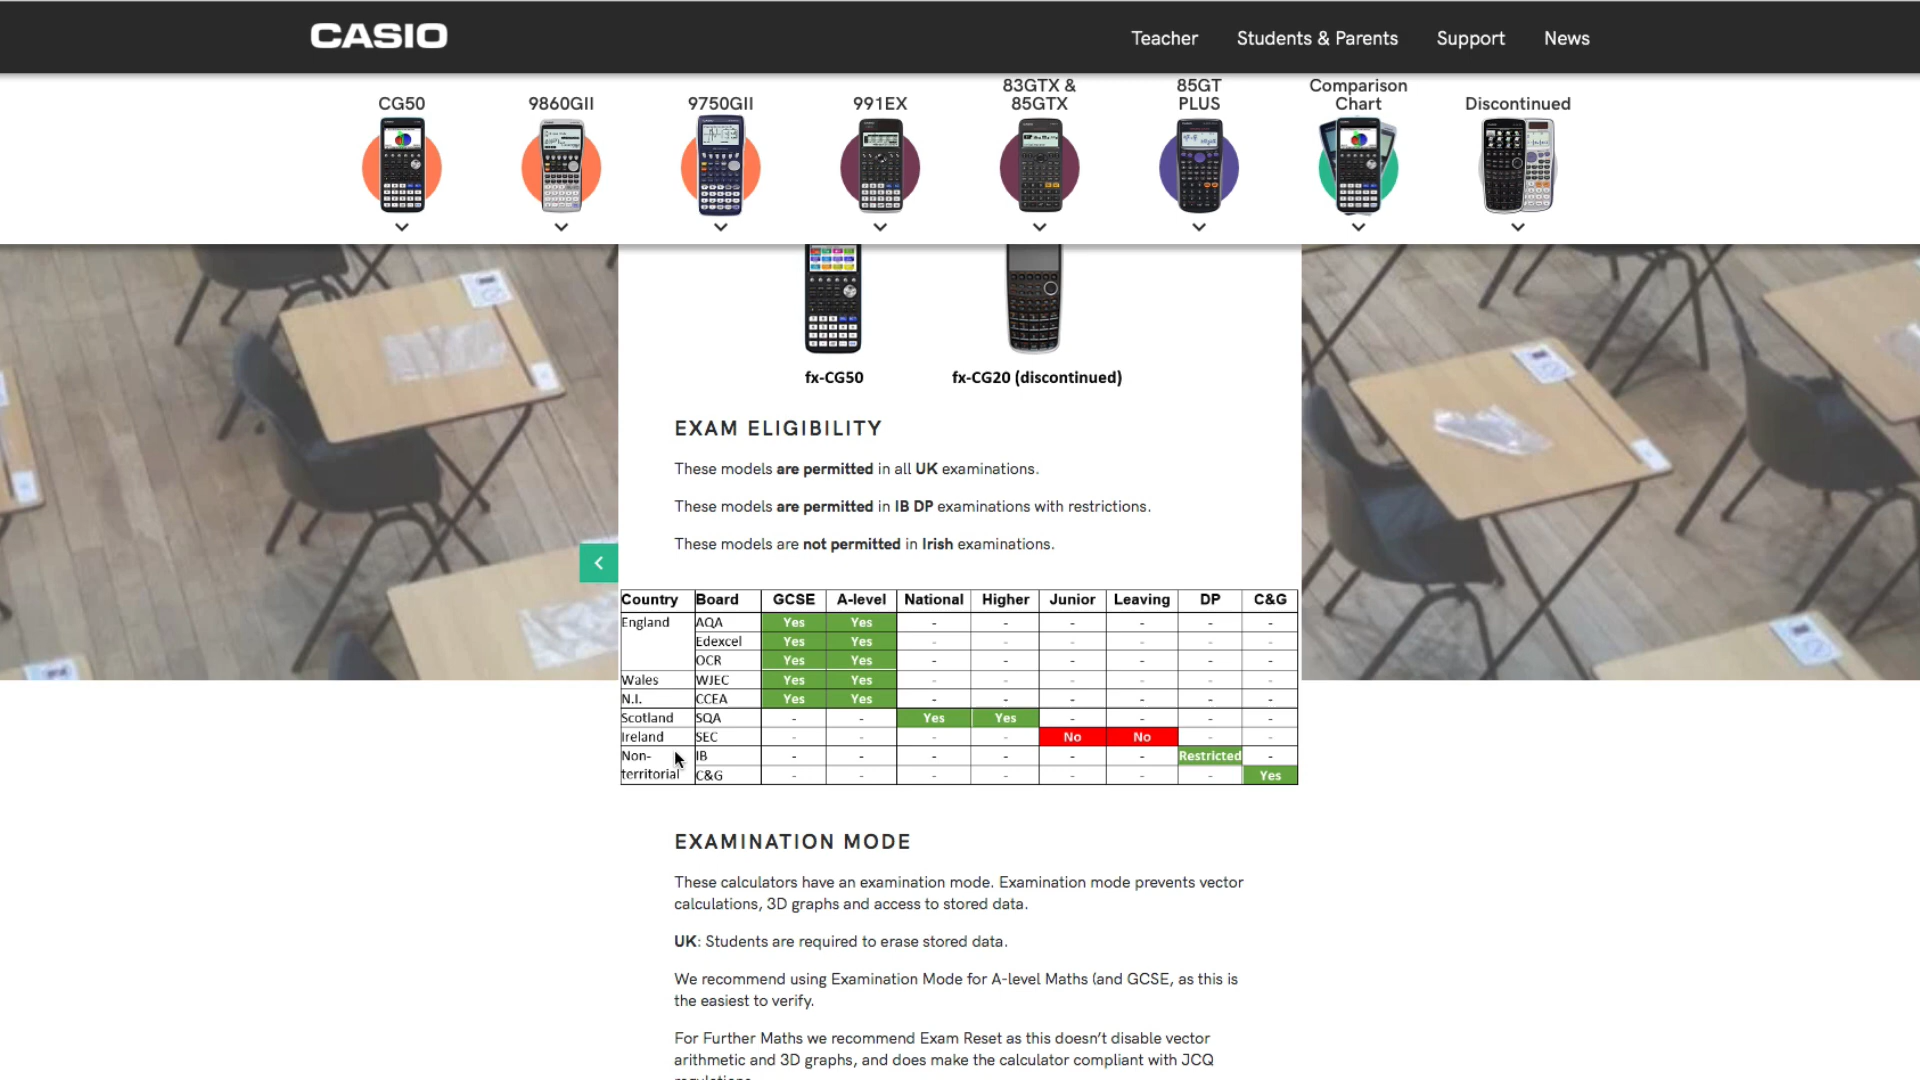 CASIO
Teacher Students & Parents Support News
CG50
9860GII
9750GII
991EX
83GTX &
85GTX
85GT
PLUS
Comparison
Chart
Discontinued
fx-CG50
fx-CG20 (discontinued)
EXAM ELIGIBILITY
These models are permitted in all UK examinations.
These models are permitted in IB DP examinations with restrictions.
These models are not permitted in Irish examinations.
Country Board GCSE A-level National Higher Junior Leaving DP C&G
England AQA Yes Yes - - - - - -
Edexcel Yes Yes - - - - - -
OCR Yes Yes - - - - - -
Wales WJEC Yes Yes - - - - - -
N.I. CCEA Yes Yes - - - - - -
Scotland SQA - - Yes Yes - - - -
Ireland SEC - - - - No No - -
Non- IB - - - - - - Restricted -
territorial C&G - - - - - - - Yes
EXAMINATION MODE
These calculators have an examination mode. Examination mode prevents vector
calculations, 3D graphs and access to stored data.
UK: Students are required to erase stored data.
We recommend using Examination Mode for A-level Maths (and GCSE, as this is
the easiest to verify.
For Further Maths we recommend Exam Reset as this doesn't disable vector
arithmetic and 3D graphs, and does make the calculator compliant with JCQ